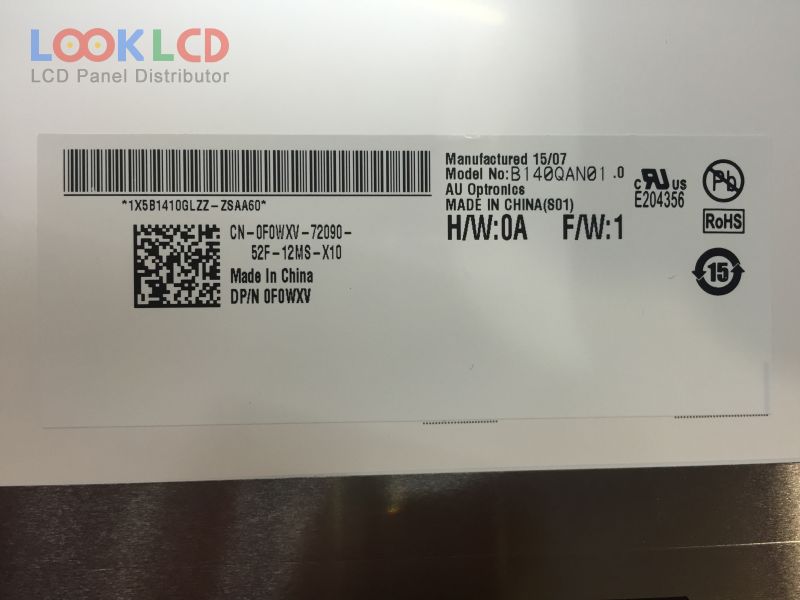 LOOKLCD
LCD Panel Distributor
*1X5B1410GLZZ-ZSAA60*
CN-0F0WXV-72090-
52F-12MS-X10
Made In China
DP/N 0F0WXV
Manufactured 15/07
Model No:B140QAN01.0
AU Optronics
MADE IN CHINA(S01)
H/W:0A F/W:1
c RU US
E204356
Pb
RoHS
15